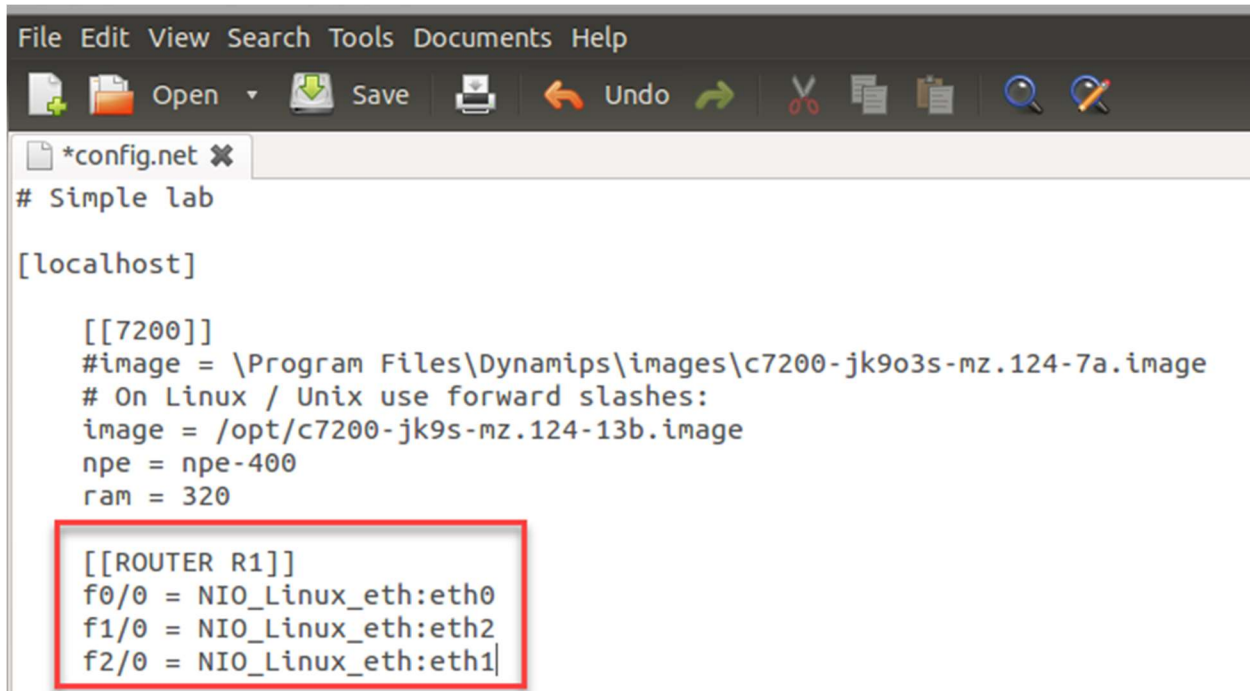 File Edit View Search Tools Documents Help
Open Save Undo
*config.net
# Simple lab
[localhost]
[[7200]]
#image = \Program Files\Dynamips\images\c7200-jk9o3s-mz.124-7a.image
# On Linux / Unix use forward slashes:
image = /opt/c7200-jk9s-mz.124-13b.image
npe = npe-400
ram = 320
[[ROUTER R1]]
f0/0 = NIO_Linux_eth:eth0
f1/0 = NIO_Linux_eth:eth2
f2/0 = NIO_Linux_eth:eth1